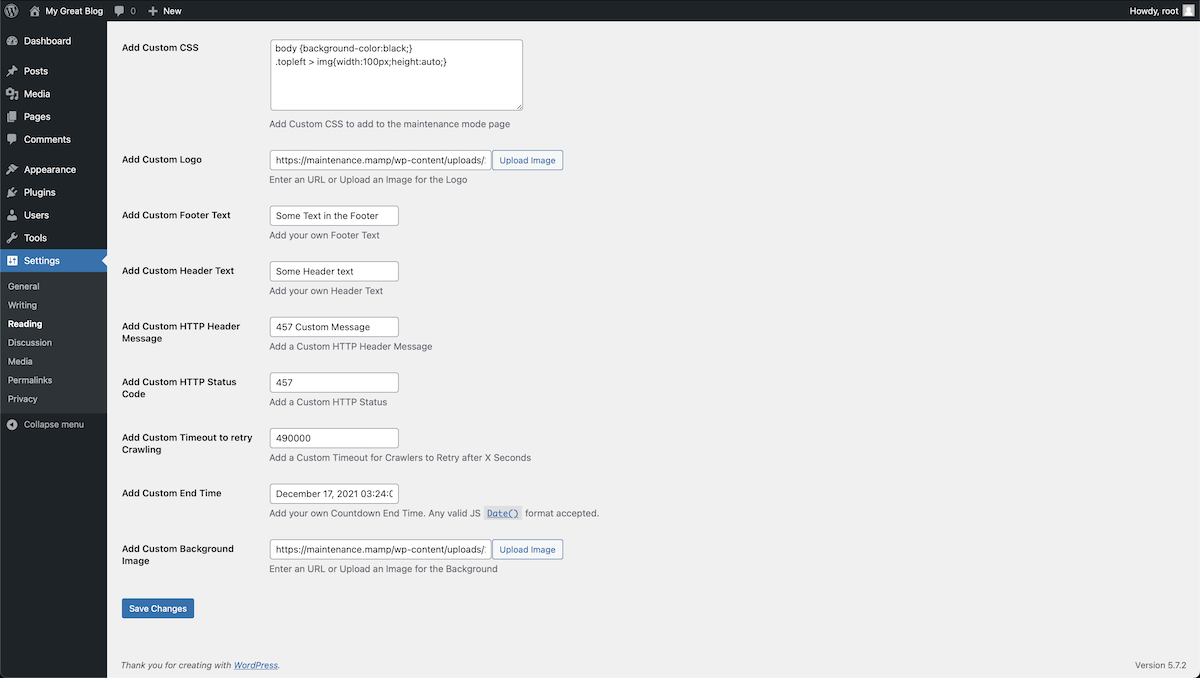 My Great Blog 0 New Howdy, root
Dashboard
Posts
Media
Pages
Comments
Appearance
Plugins
Users
Tools
Settings
General
Writing
Reading
Discussion
Media
Permalinks
Privacy
Collapse menu
Add Custom CSS
body {background-color:black;}
.topleft > img{width:100px;height:auto;}
Add Custom CSS to add to the maintenance mode page
Add Custom Logo
https://maintenance.mamp/wp-content/uploads/ Upload Image
Enter an URL or Upload an Image for the Logo
Add Custom Footer Text
Some Text in the Footer
Add your own Footer Text
Add Custom Header Text
Some Header text
Add your own Header Text
Add Custom HTTP Header
Message
457 Custom Message
Add a Custom HTTP Header Message
Add Custom HTTP Status
Code
457
Add a Custom HTTP Status
Add Custom Timeout to retry
Crawling
490000
Add a Custom Timeout for Crawlers to Retry after X Seconds
Add Custom End Time
December 17, 2021 03:24:
Add your own Countdown End Time. Any valid JS Date() format accepted.
Add Custom Background
Image
https://maintenance.mamp/wp-content/uploads/ Upload Image
Enter an URL or Upload an Image for the Background
Save Changes
Thank you for creating with WordPress.
Version 5.7.2